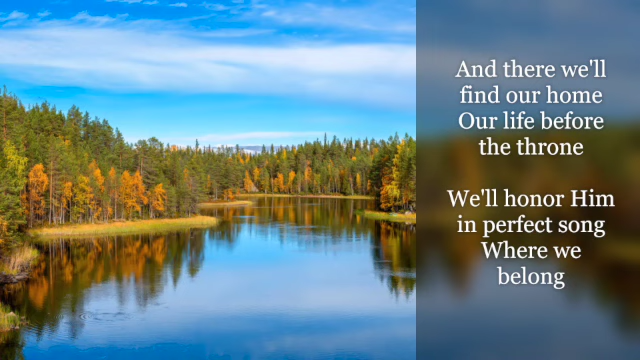 And there we'll
find our home
Our life before
the throne
We'll honor Him
in perfect song
Where we
belong